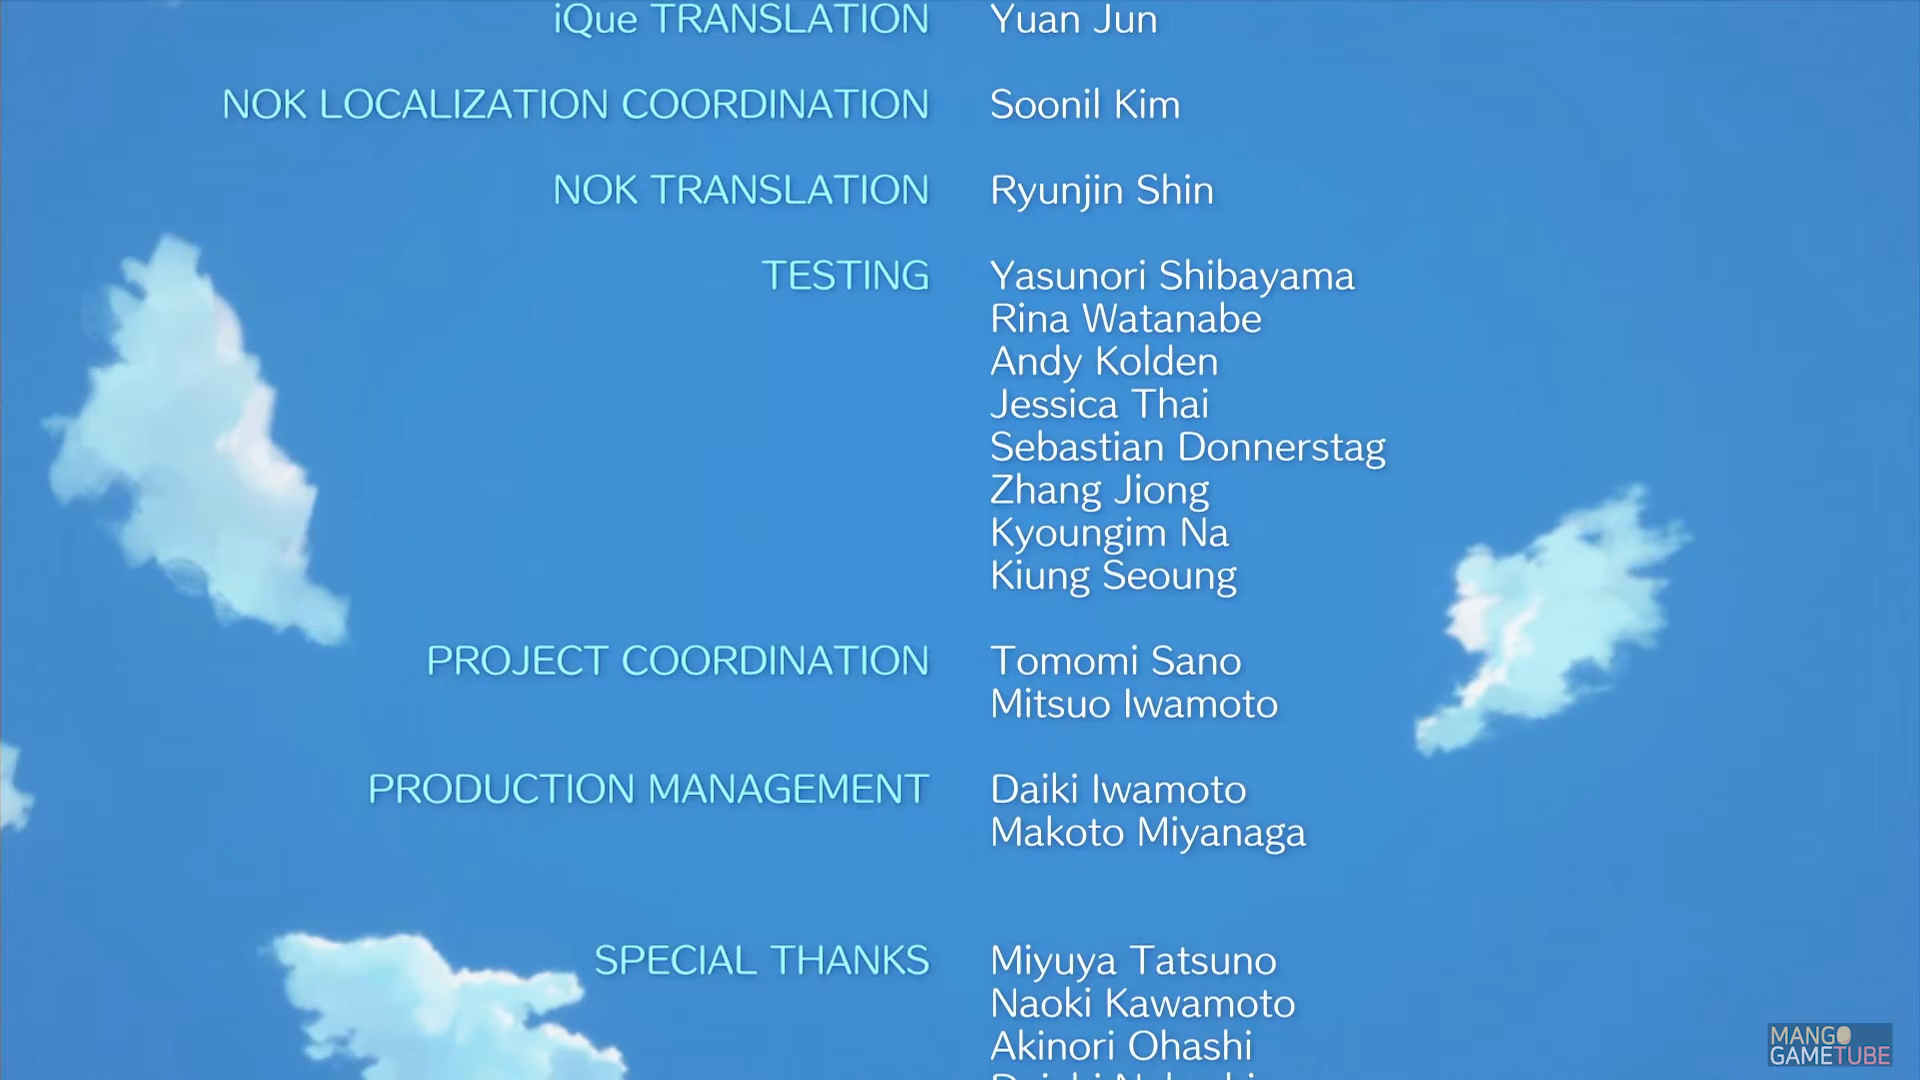 iQue TRANSLATION Yuan Jun
NOK LOCALIZATION COORDINATION Soonil Kim
NOK TRANSLATION Ryunjin Shin
TESTING Yasunori Shibayama
Rina Watanabe
Andy Kolden
Jessica Thai
Sebastian Donnerstag
Zhang Jiong
Kyoungim Na
Kiung Seoung
PROJECT COORDINATION Tomomi Sano
Mitsuo Iwamoto
PRODUCTION MANAGEMENT Daiki Iwamoto
Makoto Miyanaga
SPECIAL THANKS Miyuya Tatsuno
Naoki Kawamoto
Akinori Ohashi
MANGO
GAMETUBE